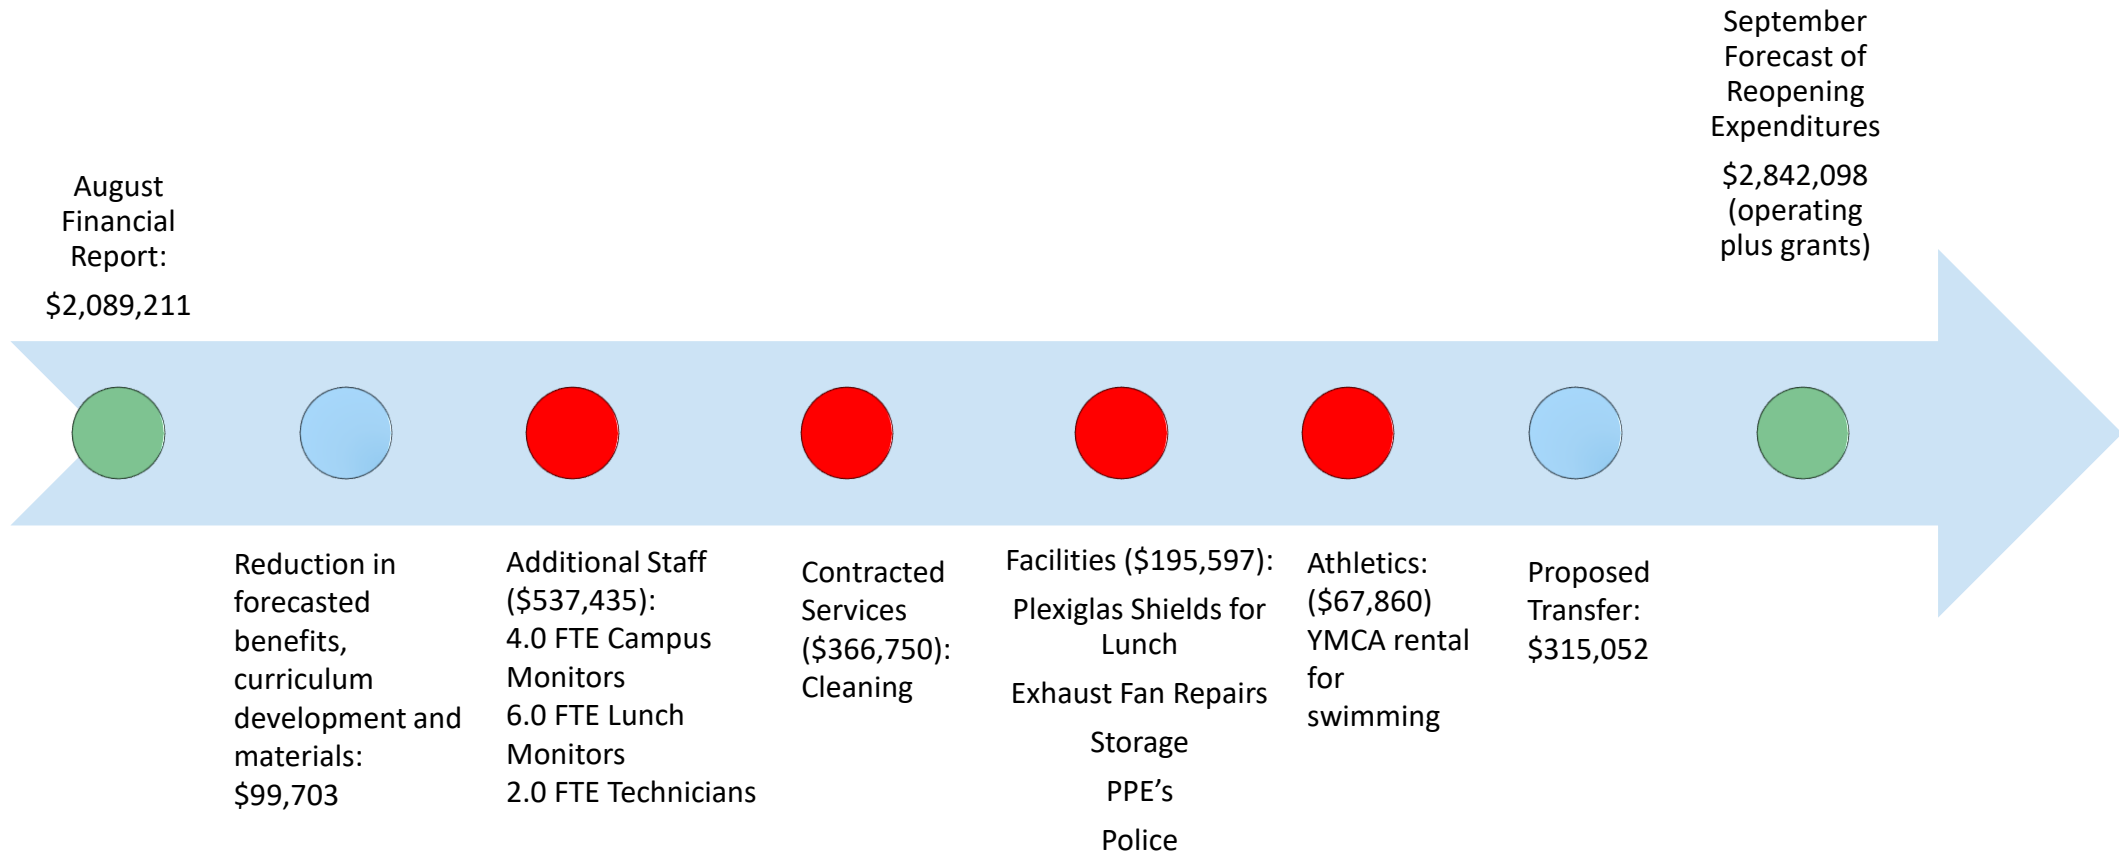 August
Financial
Report:
$2,089,211
Reduction in
forecasted
benefits,
curriculum
development and
materials:
$99,703
Additional Staff
($537,435):
4.0 FTE Campus
Monitors
6.0 FTE Lunch
Monitors
2.0 FTE Technicians
Contracted
Services
($366,750):
Cleaning
Facilities ($195,597):
Plexiglas Shields for
Lunch
Exhaust Fan Repairs
Storage
PPE’s
Police
Athletics:
($67,860)
YMCA rental
for
swimming
Proposed
Transfer:
$315,052
September
Forecast of
Reopening
Expenditures
$2,842,098
(operating
plus grants)